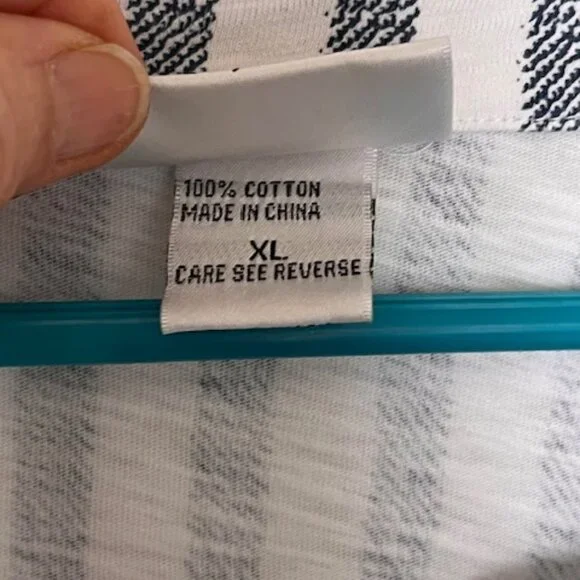 100% COTTON
MADE IN CHINA
XL
CARE SEE REVERSE